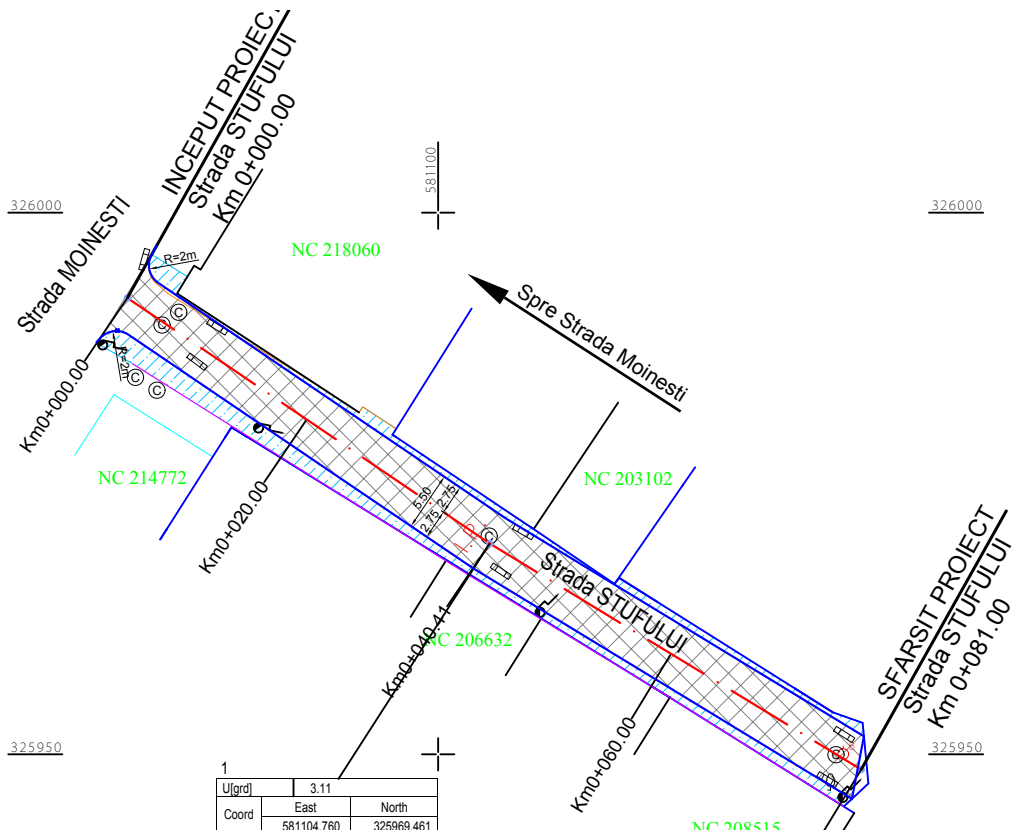 INCEPUT PROIECT
Strada STUFULUI
Km 0+000.00
581100
326000
326000
Strada MOINESTI
R=2m
NC 218060
Spre Strada Moinesti
C
C
R=2m
C
C
Km0+000.00
NC 214772
Km0+020.00
5.50
2.75
2.75
C
NC 203102
Strada STUFULUI
SFARSIT PROIECT
Strada STUFULUI
Km 0+081.00
NC 206632
Km0+040.41
Km0+060.00
C
325950
325950
1
U[grd] 3.11
Coord East North
581104.760 325969.461
NC 208515